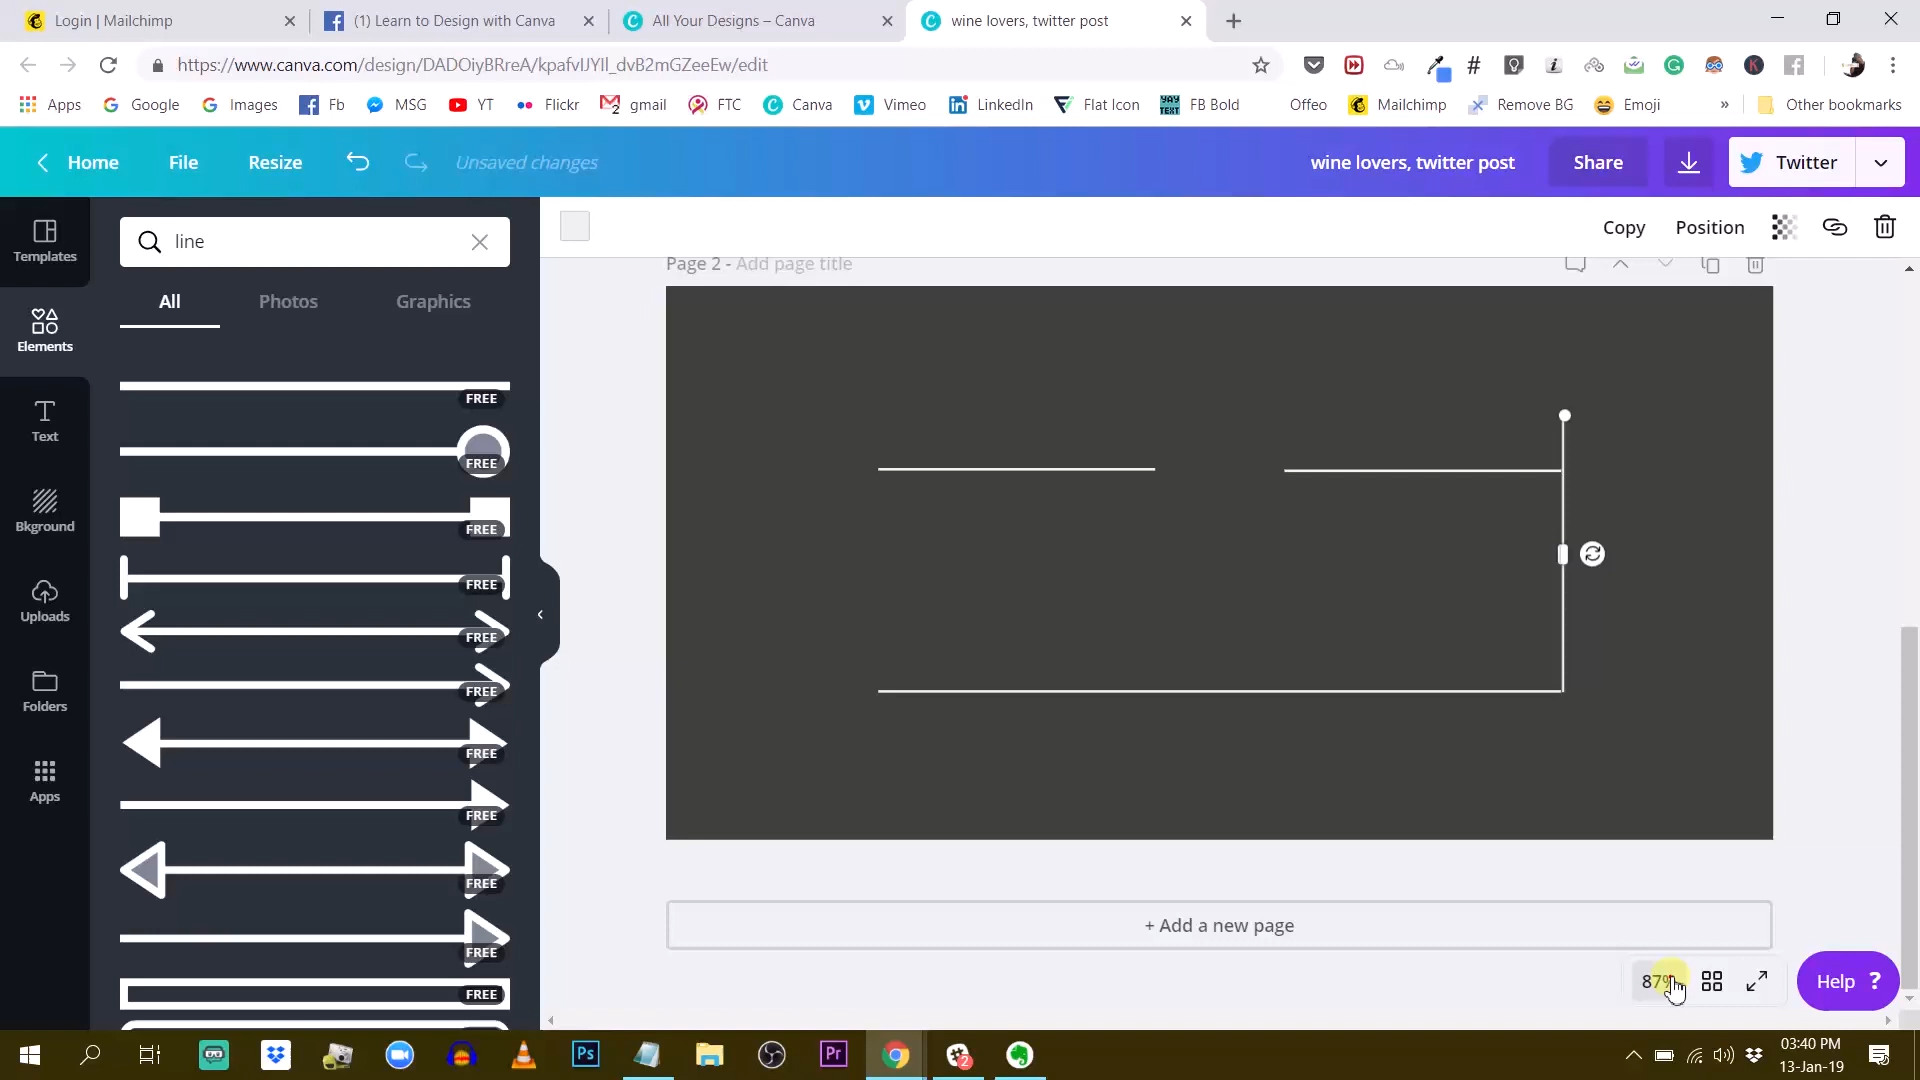 Login | Mailchimp
(1) Learn to Design with Canva
All Your Designs – Canva
wine lovers, twitter post
https://www.canva.com/design/DADOiyBRreA/kpafvIJYIl_dvB2mGZeeEw/edit
Apps Google Images Fb MSG YT Flickr gmail FTC Canva Vimeo LinkedIn Flat Icon FB Bold Offeo Mailchimp Remove BG Emoji » Other bookmarks
Home File Resize Unsaved changes wine lovers, twitter post Share Twitter
line
Copy Position
Templates
All Photos Graphics
Page 2 - Add page title
Elements
Text
Bkground
Uploads
Folders
Apps
FREE
FREE
FREE
FREE
FREE
FREE
FREE
FREE
FREE
FREE
FREE
+ Add a new page
87%
Help ?
03:40 PM
13-Jan-19